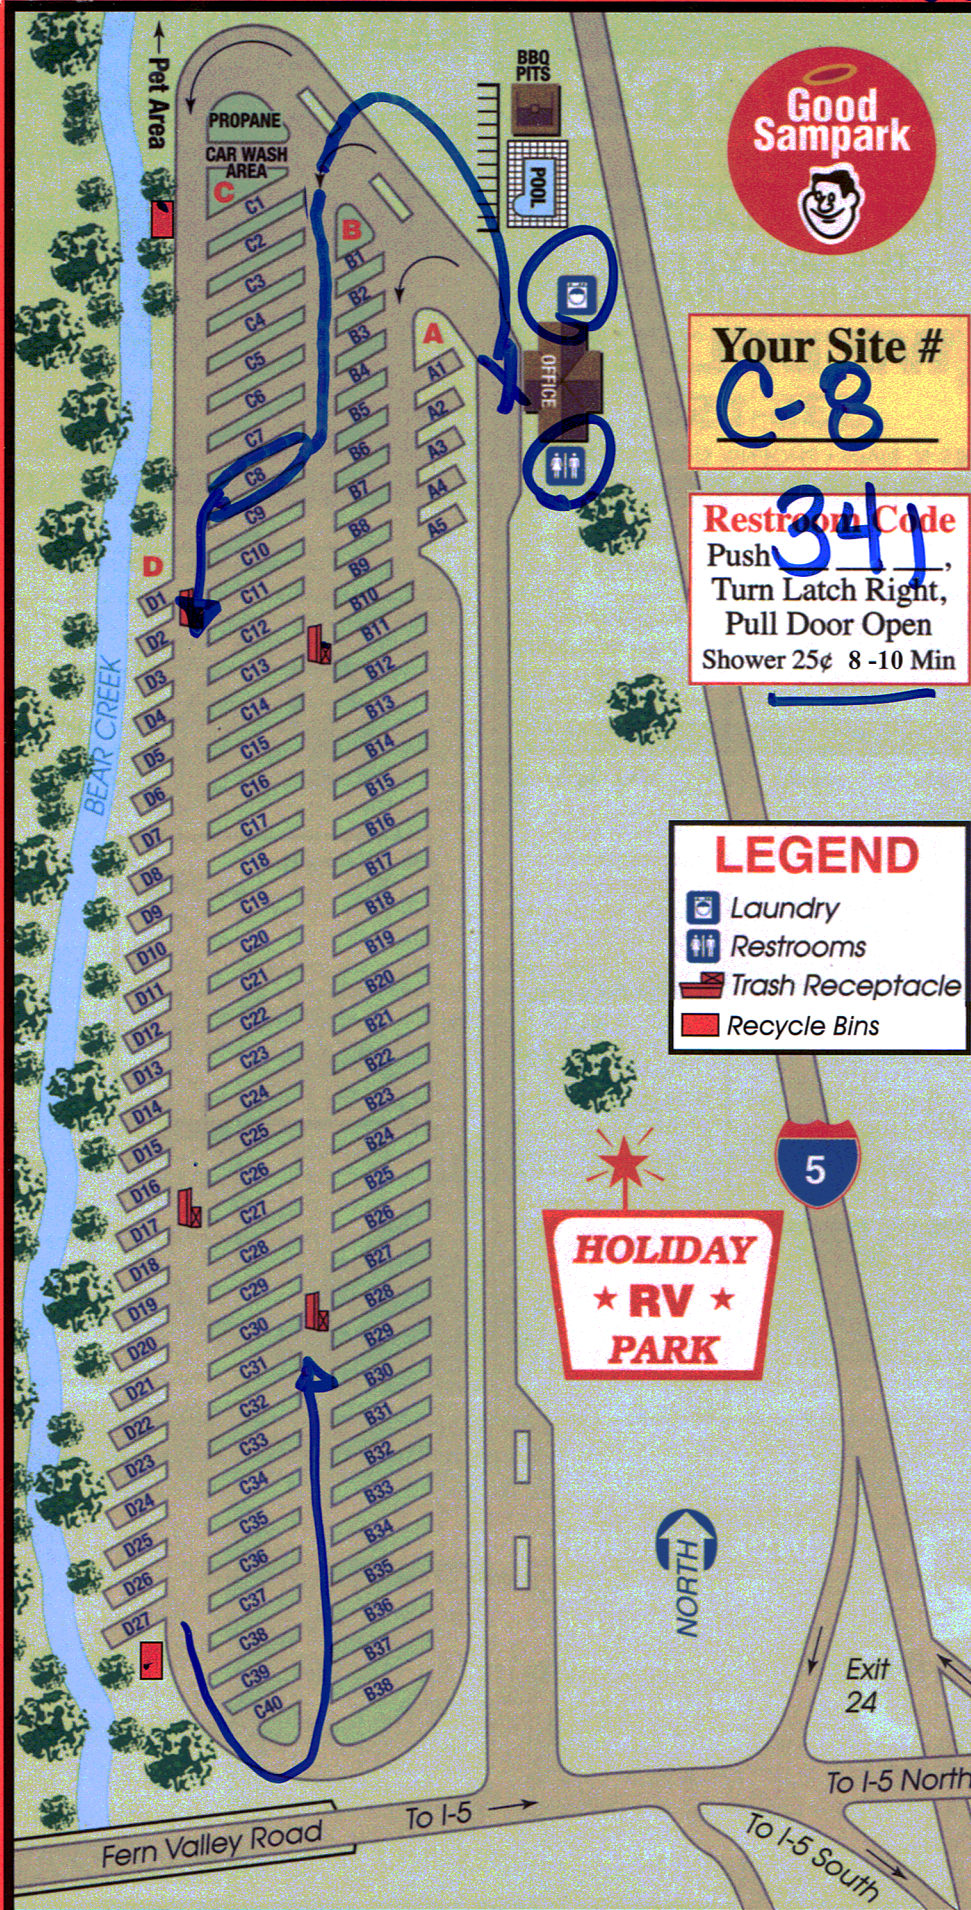 Pet Area
BBQ
PITS
POOL
PROPANE
CAR WASH
AREA
Good
Sampark
OFFICE
Your Site #
C-8
Restroom Code
Push 341,
Turn Latch Right,
Pull Door Open
Shower 25¢ 8 -10 Min
A
A1
A2
A3
A4
A5
B
B1
B2
B3
B4
B5
B6
B7
B8
B9
B10
B11
B12
B13
B14
B15
B16
B17
B18
B19
B20
B21
B22
B23
B24
B25
B26
B27
B28
B29
B30
B31
B32
B33
B34
B35
B36
B37
B38
C
C1
C2
C3
C4
C5
C6
C7
C8
C9
C10
C11
C12
C13
C14
C15
C16
C17
C18
C19
C20
C21
C22
C23
C24
C25
C26
C27
C28
C29
C30
C31
C32
C33
C34
C35
C36
C37
C38
C39
C40
D
D1
D2
D3
D4
D5
D6
D7
D8
D9
D10
D11
D12
D13
D14
D15
D16
D17
D18
D19
D20
D21
D22
D23
D24
D25
D26
D27
BEAR CREEK
LEGEND
Laundry
Restrooms
Trash Receptacle
Recycle Bins
5
HOLIDAY
RV
PARK
NORTH
Exit
24
To I-5 North
To I-5 South
To I-5
Fern Valley Road